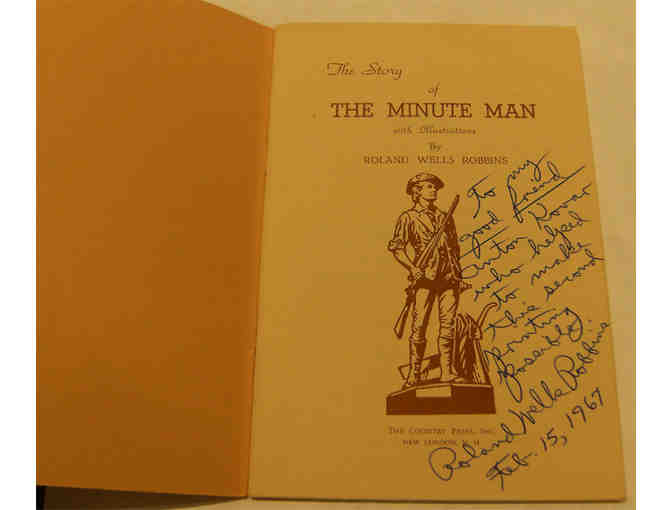 The Story
of
THE MINUTE MAN
with Illustrations
By
ROLAND WELLS ROBBINS
To my
good friend
Anton Kovar
who helped
to make
this second
printing
possible.
Roland Wells Robbins
Feb. 15, 1967
THE COUNTRY PRESS, INC.
NEW LONDON, N. H.